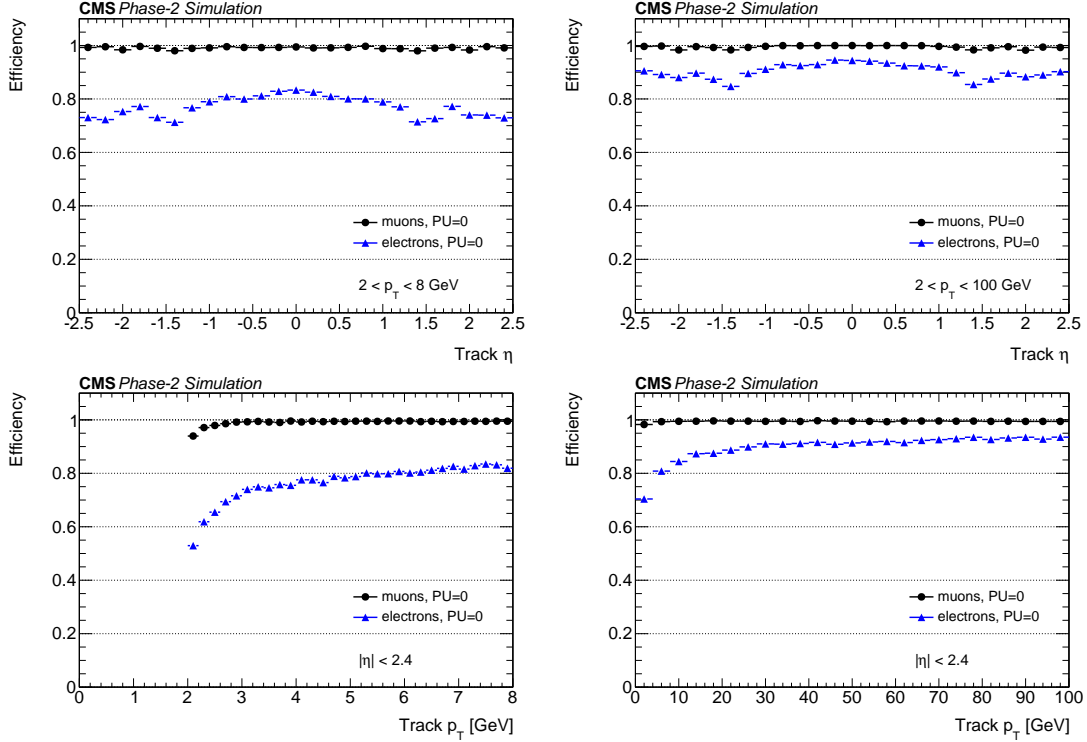 CMS Phase-2 Simulation
Efficiency
1
0.8
0.6
0.4
0.2
0
muons, PU=0
electrons, PU=0
2 < p_T < 8 GeV
-2.5 -2 -1.5 -1 -0.5 0 0.5 1 1.5 2 2.5
Track η
CMS Phase-2 Simulation
Efficiency
1
0.8
0.6
0.4
0.2
0
muons, PU=0
electrons, PU=0
2 < p_T < 100 GeV
-2.5 -2 -1.5 -1 -0.5 0 0.5 1 1.5 2 2.5
Track η
CMS Phase-2 Simulation
Efficiency
1
0.8
0.6
0.4
0.2
0
muons, PU=0
electrons, PU=0
|η| < 2.4
0 1 2 3 4 5 6 7 8
Track p_T [GeV]
CMS Phase-2 Simulation
Efficiency
1
0.8
0.6
0.4
0.2
0
muons, PU=0
electrons, PU=0
|η| < 2.4
0 10 20 30 40 50 60 70 80 90 100
Track p_T [GeV]